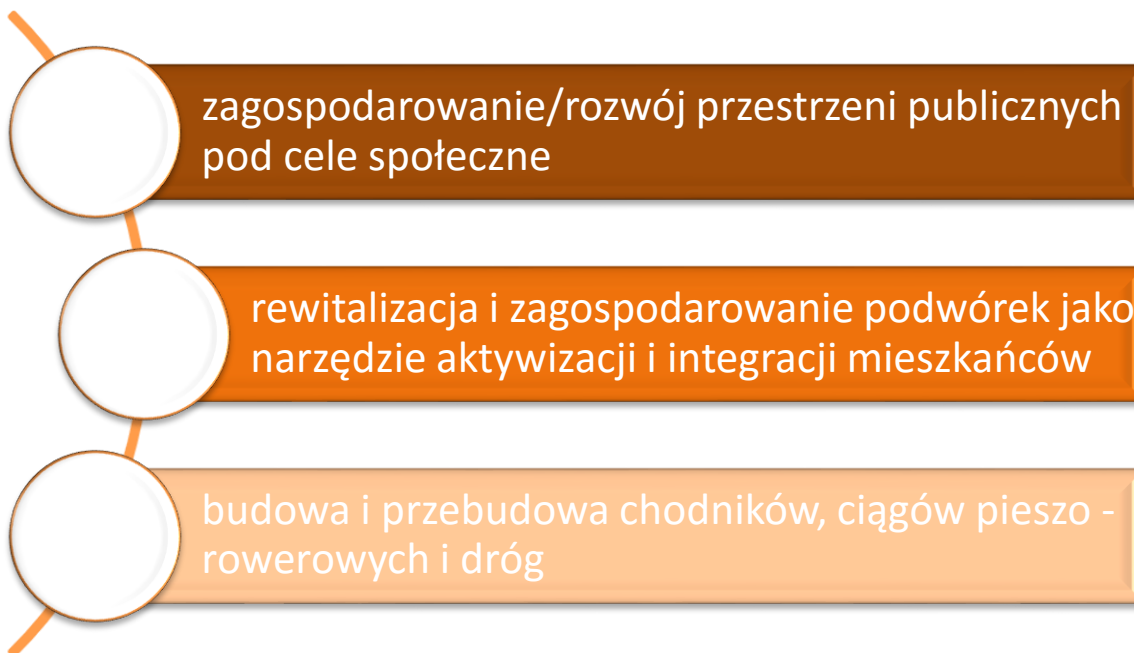 zagospodarowanie/rozwój przestrzeni publicznych
pod cele społeczne
rewitalizacja i zagospodarowanie podwórek jako
narzędzie aktywizacji i integracji mieszkańców
budowa i przebudowa chodników, ciągów pieszo -
rowerowych i dróg